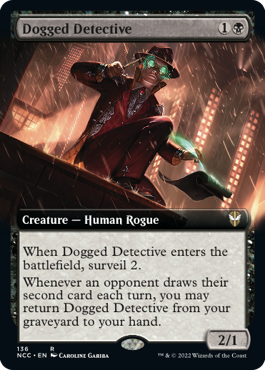 Dogged Detective 1
Creature — Human Rogue
When Dogged Detective enters the
battlefield, surveil 2.
Whenever an opponent draws their
second card each turn, you may
return Dogged Detective from your
graveyard to your hand.
2/1
136 R
NCC • EN Caroline Gariba
™ & © 2022 Wizards of the Coast